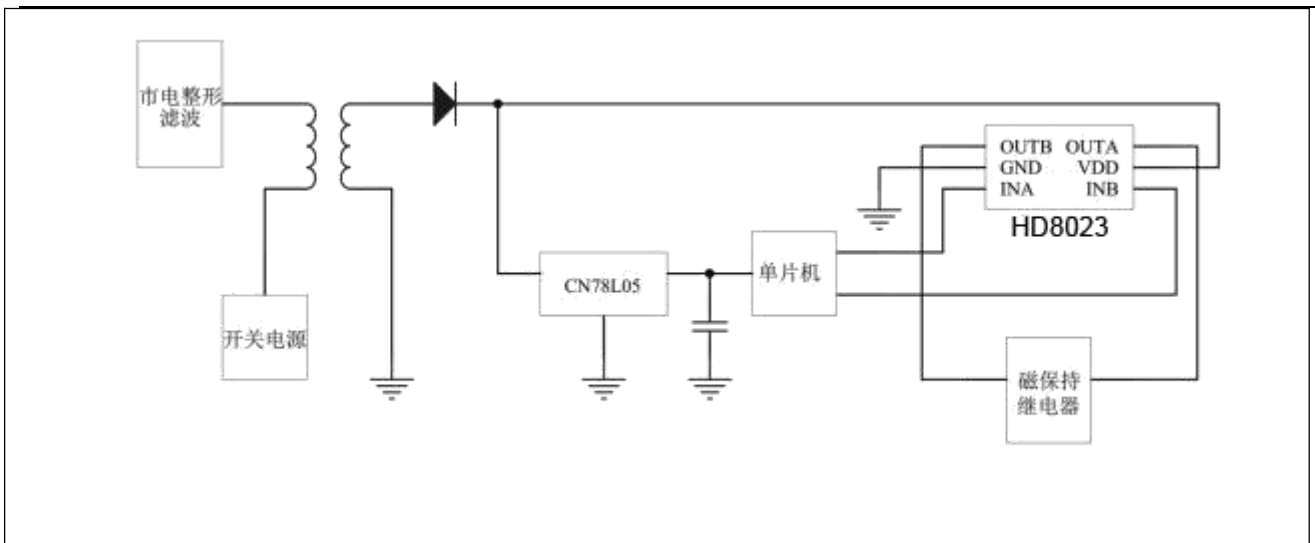 市电整形
滤波
开关电源
CN78L05
单片机
OUTB OUTA
GND VDD
INA INB
HD8023
磁保持
继电器